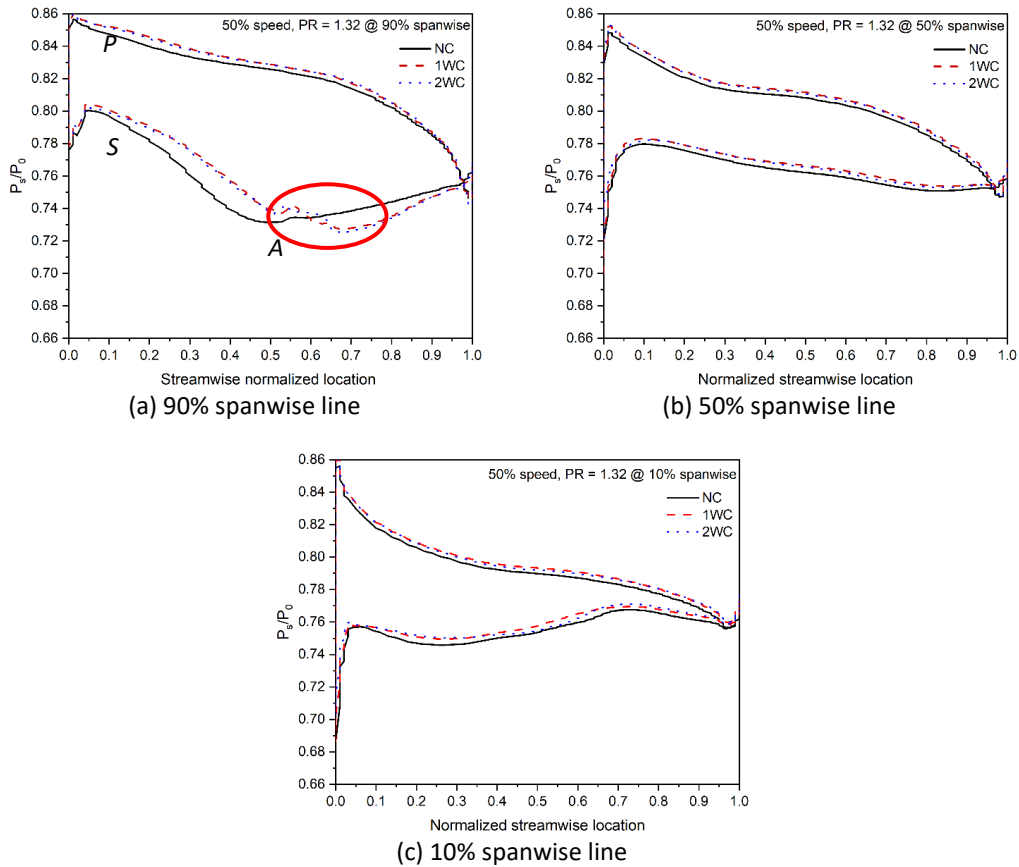 50% speed, PR = 1.32 @ 90% spanwise
NC
1WC
2WC
P
S
A
P_s/P_0
0.86
0.84
0.82
0.80
0.78
0.76
0.74
0.72
0.70
0.68
0.66
0.0 0.1 0.2 0.3 0.4 0.5 0.6 0.7 0.8 0.9 1.0
Streamwise normalized location
(a) 90% spanwise line
50% speed, PR = 1.32 @ 50% spanwise
NC
1WC
2WC
P_s/P_0
0.86
0.84
0.82
0.80
0.78
0.76
0.74
0.72
0.70
0.68
0.66
0.0 0.1 0.2 0.3 0.4 0.5 0.6 0.7 0.8 0.9 1.0
Normalized streamwise location
(b) 50% spanwise line
50% speed, PR = 1.32 @ 10% spanwise
NC
1WC
2WC
P_s/P_0
0.86
0.84
0.82
0.80
0.78
0.76
0.74
0.72
0.70
0.68
0.66
0.0 0.1 0.2 0.3 0.4 0.5 0.6 0.7 0.8 0.9 1.0
Normalized streamwise location
(c) 10% spanwise line